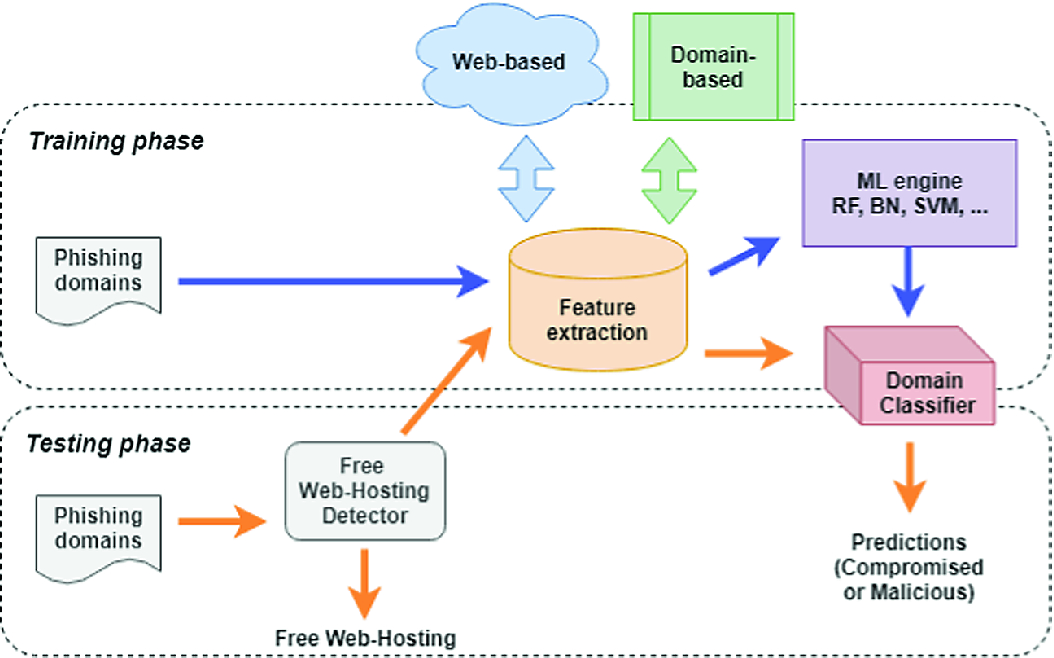 Web-based
Domain-
based
Training phase
ML engine
RF, BN, SVM, ...
Phishing
domains
Feature
extraction
Domain
Classifier
Testing phase
Free
Web-Hosting
Detector
Phishing
domains
Predictions
(Compromised
or Malicious)
Free Web-Hosting